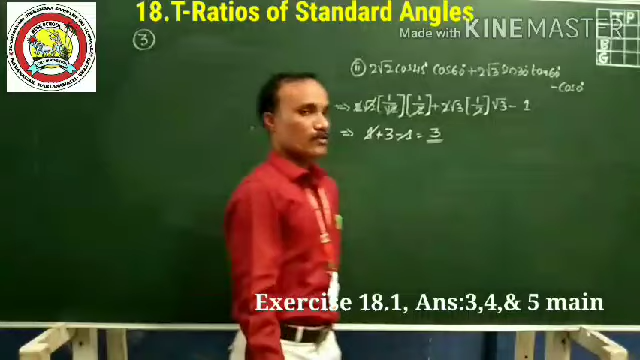 18.T-Ratios of Standard Angles
Made with KINEMASTER
③
ii) 2√2 cos45° cos60° + 2√3 sin30° tan60° - cos0°
⇒ 2√2 [1/√2] [1/2] + 2√3 [1/2] √3 - 1
⇒ 1 + 3 - 1 = 3
P
B
G
Exercise 18.1, Ans:3,4,& 5 main